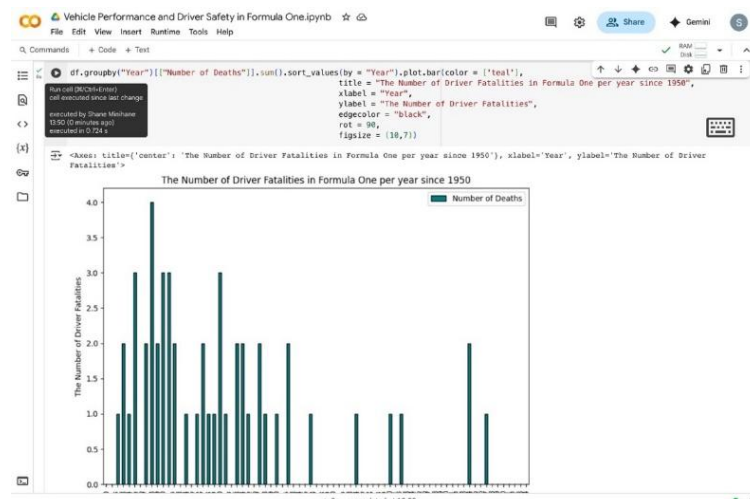 CO Vehicle Performance and Driver Safety in Formula One.ipynb
File Edit View Insert Runtime Tools Help
Share Gemini S
Commands + Code + Text
RAM
Disk
df.groupby("Year")[["Number of Deaths"]].sum().sort_values(by = "Year").plot.bar(color = ['teal'],
title = "The Number of Driver Fatalities in Formula One per year since 1950",
xlabel = "Year",
ylabel = "The Number of Driver Fatalities",
edgecolor = "black",
rot = 90,
figsize = (10,7))
Run cell (⌘/Ctrl+Enter)
cell executed since last change
executed by Shane Minihane
13:50 (0 minutes ago)
executed in 0.724 s
{x}
<Axes: title={'center': 'The Number of Driver Fatalities in Formula One per year since 1950'}, xlabel='Year', ylabel='The Number of Driver
Fatalities'>
The Number of Driver Fatalities in Formula One per year since 1950
Number of Deaths
The Number of Driver Fatalities
4.0
3.5
3.0
2.5
2.0
1.5
1.0
0.5
0.0